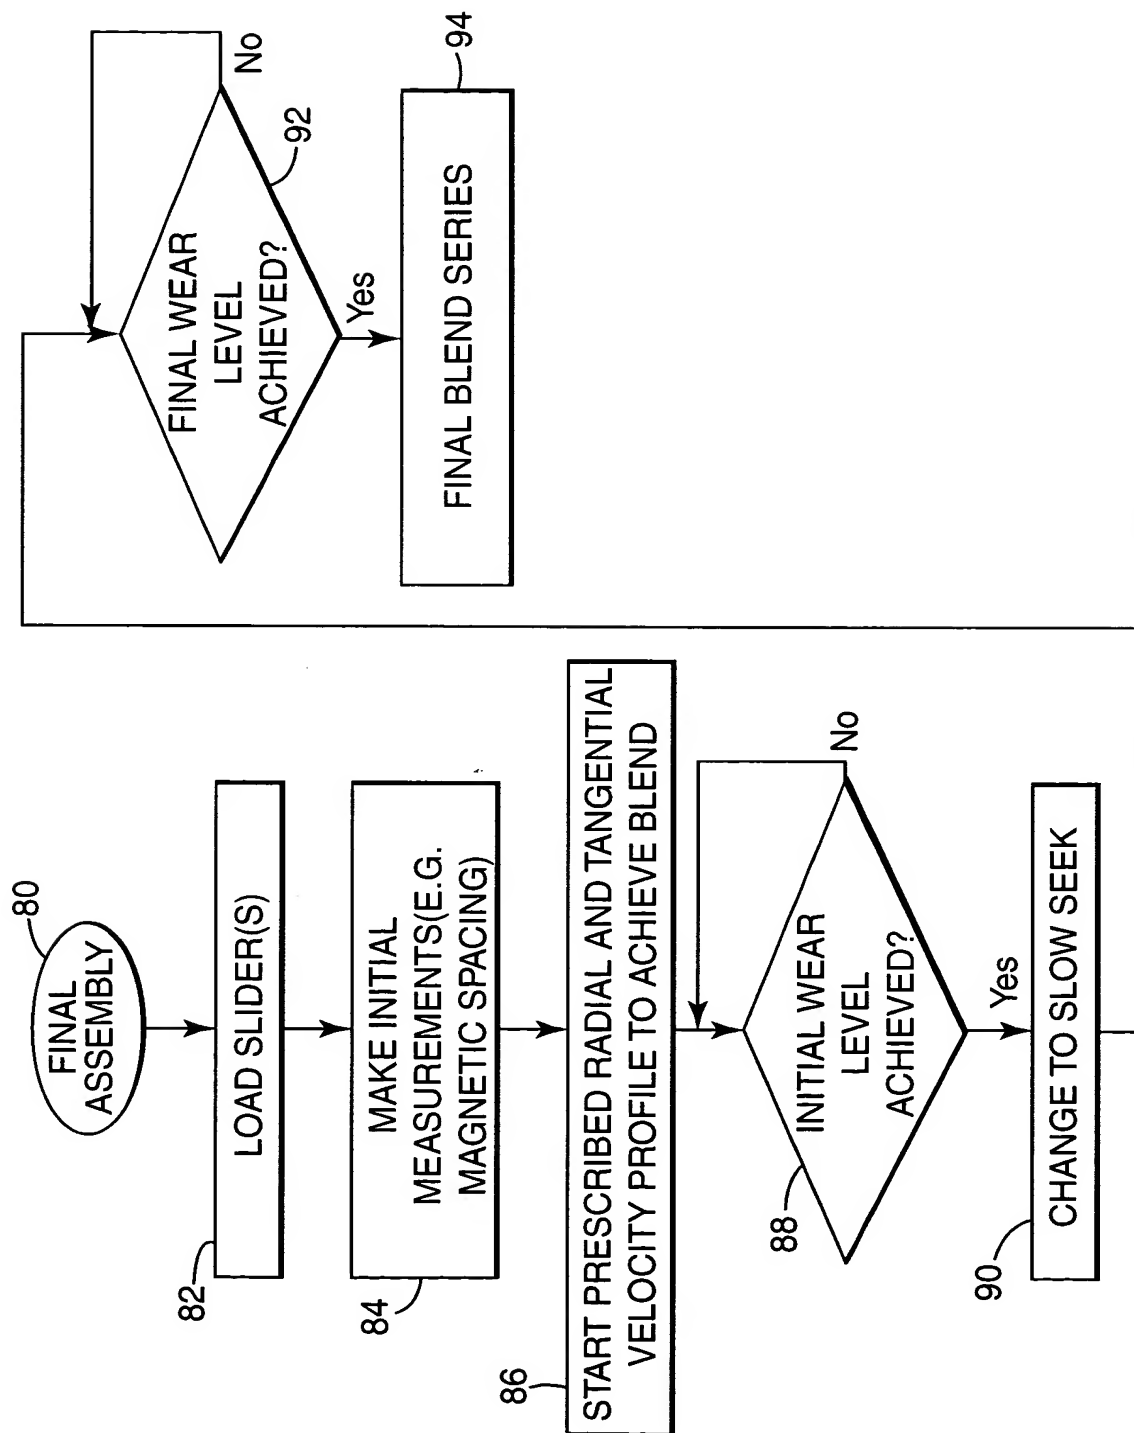 80
FINAL
ASSEMBLY
82
LOAD SLIDER(S)
84
MAKE INITIAL
MEASUREMENTS(E.G.
MAGNETIC SPACING)
86
START PRESCRIBED RADIAL AND TANGENTIAL
VELOCITY PROFILE TO ACHIEVE BLEND
88
INITIAL WEAR
LEVEL
ACHIEVED?
No
Yes
90
CHANGE TO SLOW SEEK
FINAL WEAR
LEVEL
ACHIEVED?
No
92
Yes
94
FINAL BLEND SERIES